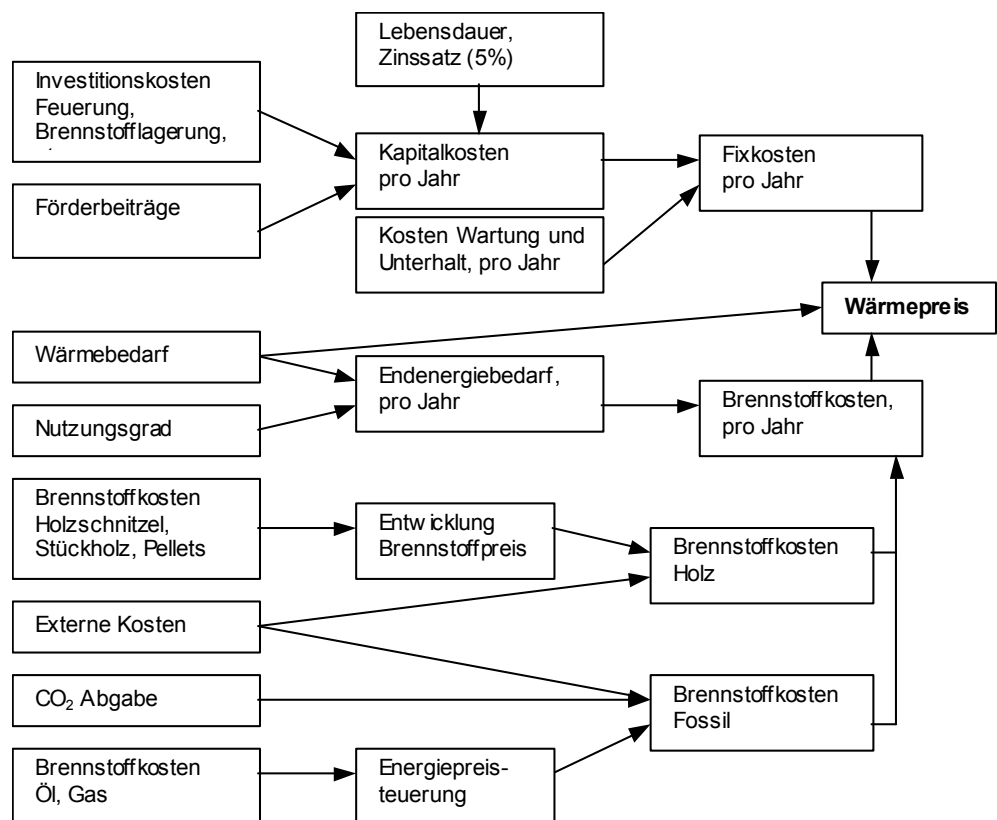 Lebensdauer,
Zinssatz (5%)
Investitionskosten
Feuerung,
Brennstofflagerung,
Kapitalkosten
pro Jahr
Fixkosten
pro Jahr
Förderbeiträge
Kosten Wartung und
Unterhalt, pro Jahr
Wärmepreis
Wärmebedarf
Endenergiebedarf,
pro Jahr
Brennstoffkosten,
pro Jahr
Nutzungsgrad
Brennstoffkosten
Holzschnitzel,
Stückholz, Pellets
Entwicklung
Brennstoffpreis
Brennstoffkosten
Holz
Externe Kosten
CO₂ Abgabe
Brennstoffkosten
Fossil
Brennstoffkosten
Öl, Gas
Energiepreis-
teuerung